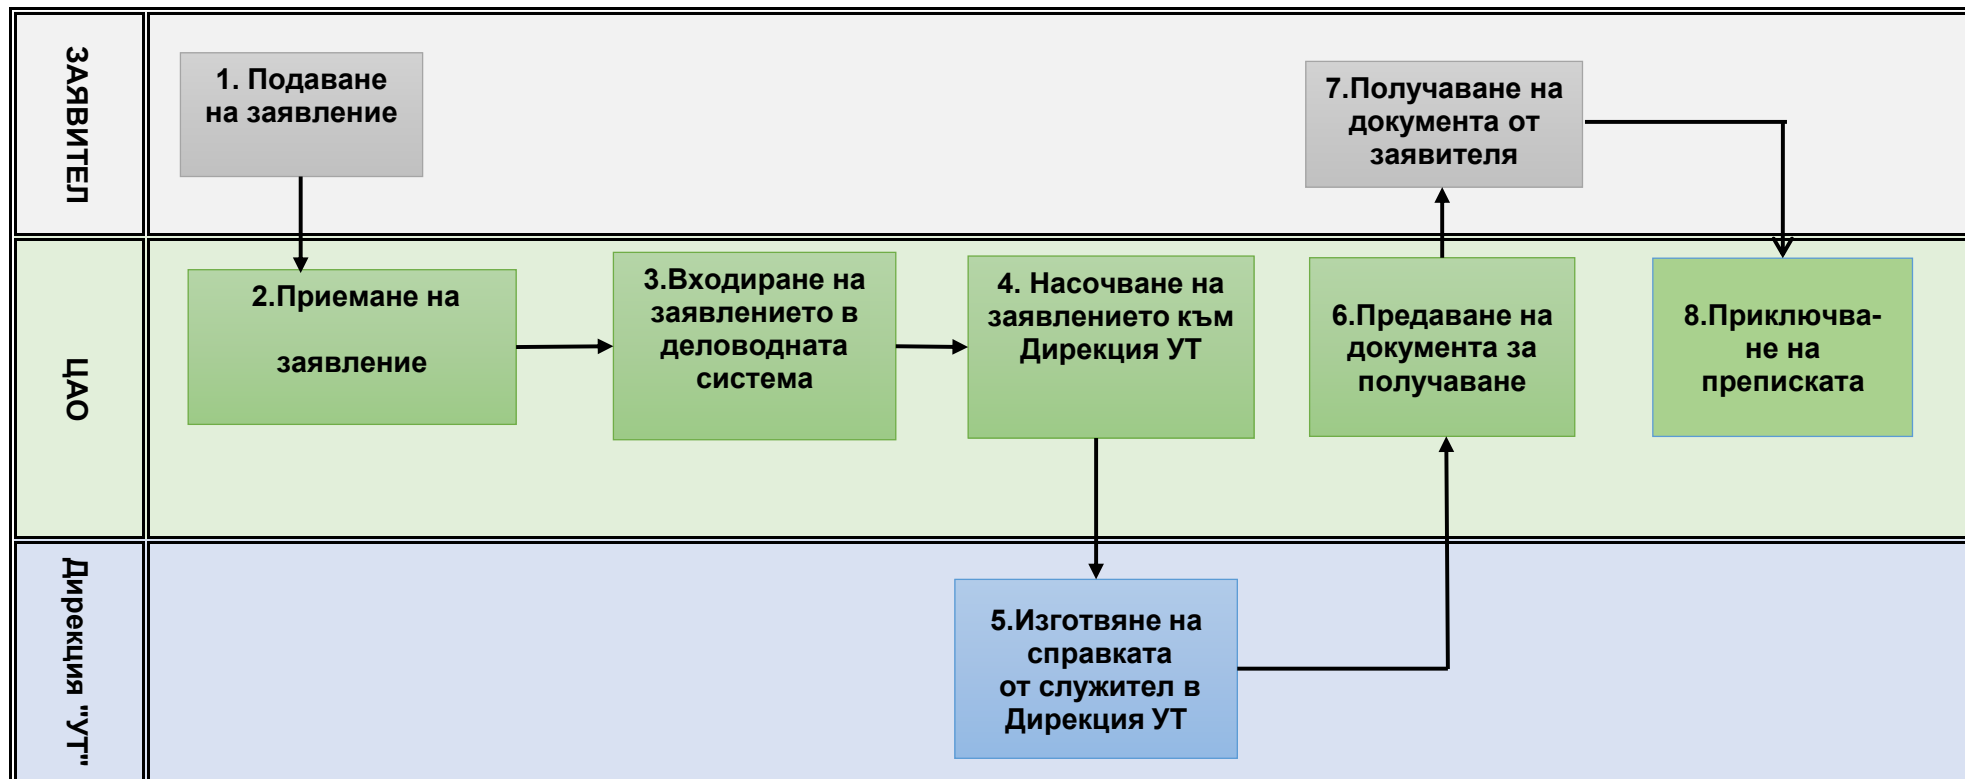 ЗАЯВИТЕЛ
1. Подаване
на заявление
7.Получаване на
документа от
заявителя
ЦАО
2.Приемане на
заявление
3.Входиране на
заявлението в
деловодната
система
4. Насочване на
заявлението към
Дирекция УТ
6.Предаване на
документа за
получаване
8.Приключва-
не на
преписката
Дирекция "УТ"
5.Изготвяне на
справката
от служител в
Дирекция УТ